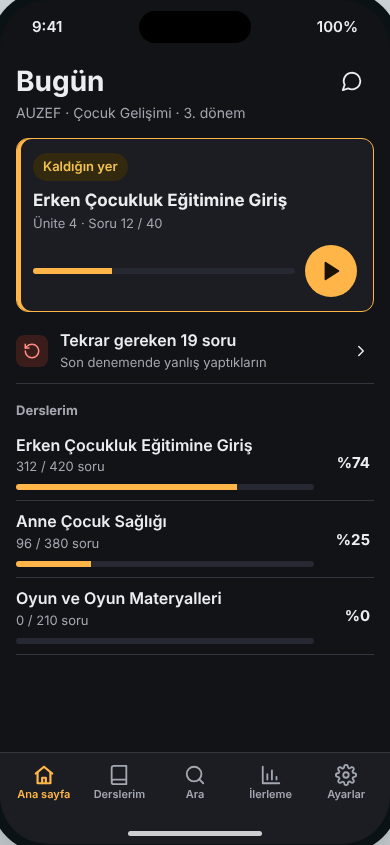 9:41
100%
Bugün
AUZEF · Çocuk Gelişimi · 3. dönem
Kaldığın yer
Erken Çocukluk Eğitimine Giriş
Ünite 4 · Soru 12 / 40
Tekrar gereken 19 soru
Son denemende yanlış yaptıkların
Derslerim
Erken Çocukluk Eğitimine Giriş
312 / 420 soru
%74
Anne Çocuk Sağlığı
96 / 380 soru
%25
Oyun ve Oyun Materyalleri
0 / 210 soru
%0
Ana sayfa
Derslerim
Ara
İlerleme
Ayarlar